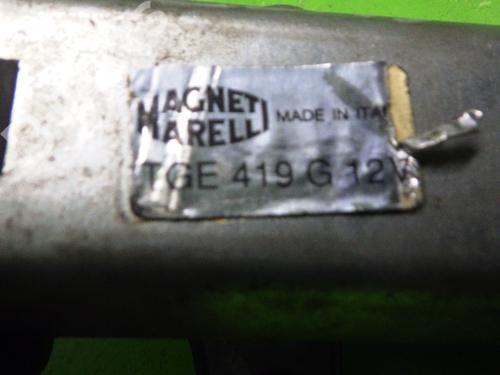 MAGNETI
MARELLI
MADE IN ITA
TGE 419 G 12V